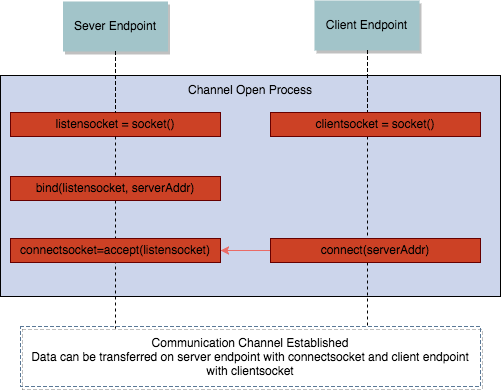 Sever Endpoint
Client Endpoint
Channel Open Process
listensocket = socket()
clientsocket = socket()
bind(listensocket, serverAddr)
connectsocket=accept(listensocket)
connect(serverAddr)
Communication Channel Established
Data can be transferred on server endpoint with connectsocket and client endpoint
with clientsocket